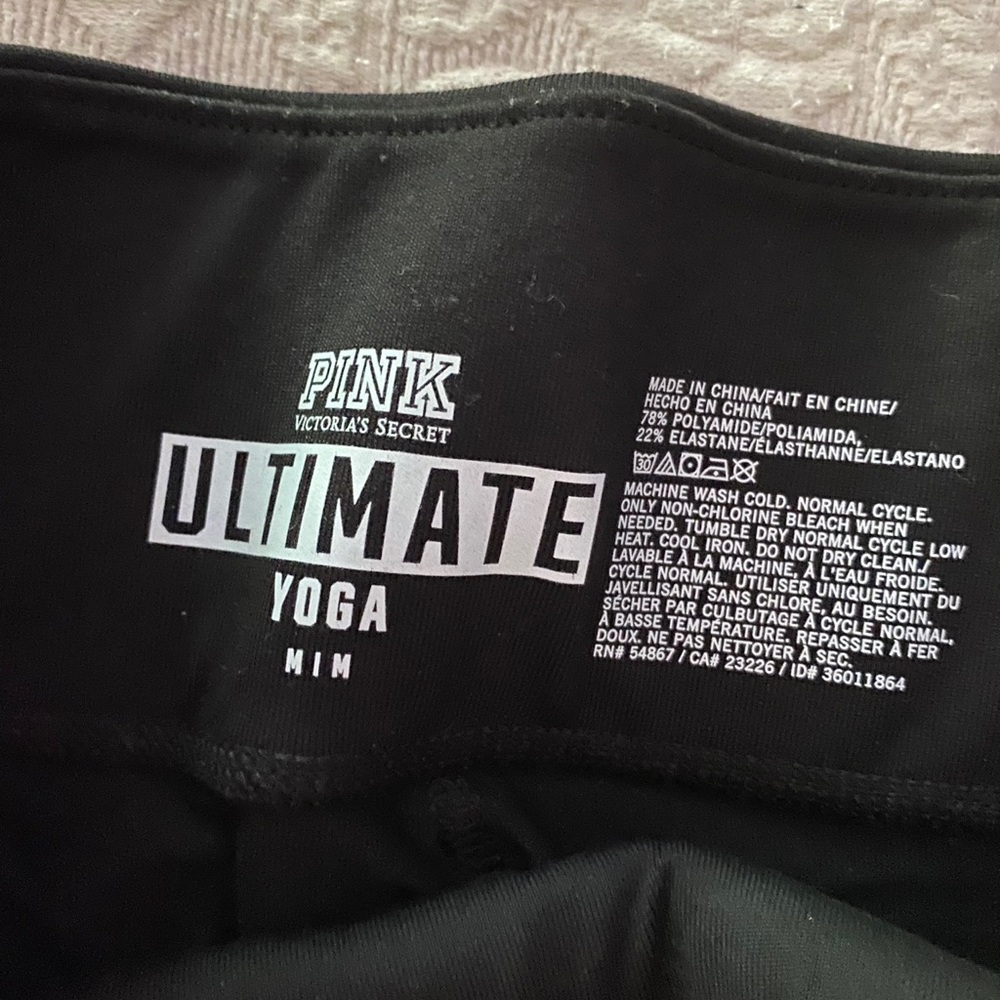 PINK
VICTORIA'S SECRET
ULTIMATE
YOGA
M I M
MADE IN CHINA/FAIT EN CHINE/
HECHO EN CHINA
78% POLYAMIDE/POLIAMIDA,
22% ELASTANE/ÉLASTHANNE/ELASTANO
30
MACHINE WASH COLD. NORMAL CYCLE.
ONLY NON-CHLORINE BLEACH WHEN
NEEDED. TUMBLE DRY NORMAL CYCLE LOW
HEAT. COOL IRON. DO NOT DRY CLEAN./
LAVABLE À LA MACHINE, À L'EAU FROIDE.
CYCLE NORMAL. UTILISER UNIQUEMENT DU
JAVELLISANT SANS CHLORE, AU BESOIN.
SÉCHER PAR CULBUTAGE À CYCLE NORMAL,
À BASSE TEMPÉRATURE. REPASSER À FER
DOUX. NE PAS NETTOYER À SEC.
RN# 54867 / CA# 23226 / ID# 36011864